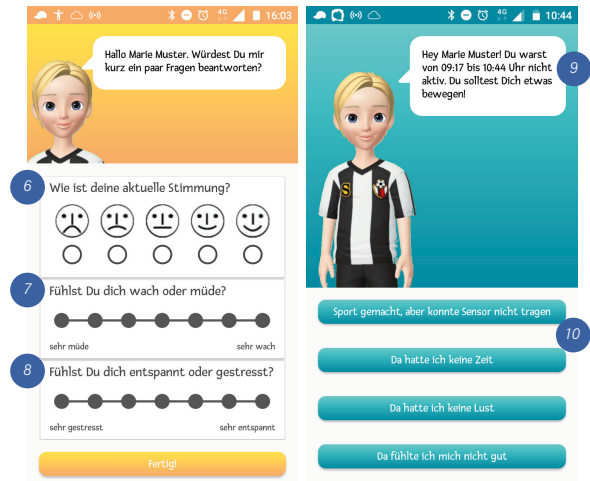 4G 16:03
Hallo Marie Muster. Würdest Du mir
kurz ein paar Fragen beantworten?
6
Wie ist deine aktuelle Stimmung?
7
Fühlst Du dich wach oder müde?
sehr müde
sehr wach
8
Fühlst Du dich entspannt oder gestresst?
sehr gestresst
sehr entspannt
Fertig!
4G 10:44
Hey Marie Muster! Du warst
von 09:17 bis 10:44 Uhr nicht
aktiv. Du solltest Dich etwas
bewegen!
9
S
Sport gemacht, aber konnte Sensor nicht tragen
10
Da hatte ich keine Zeit
Da hatte ich keine Lust
Da fühlte ich mich nicht gut